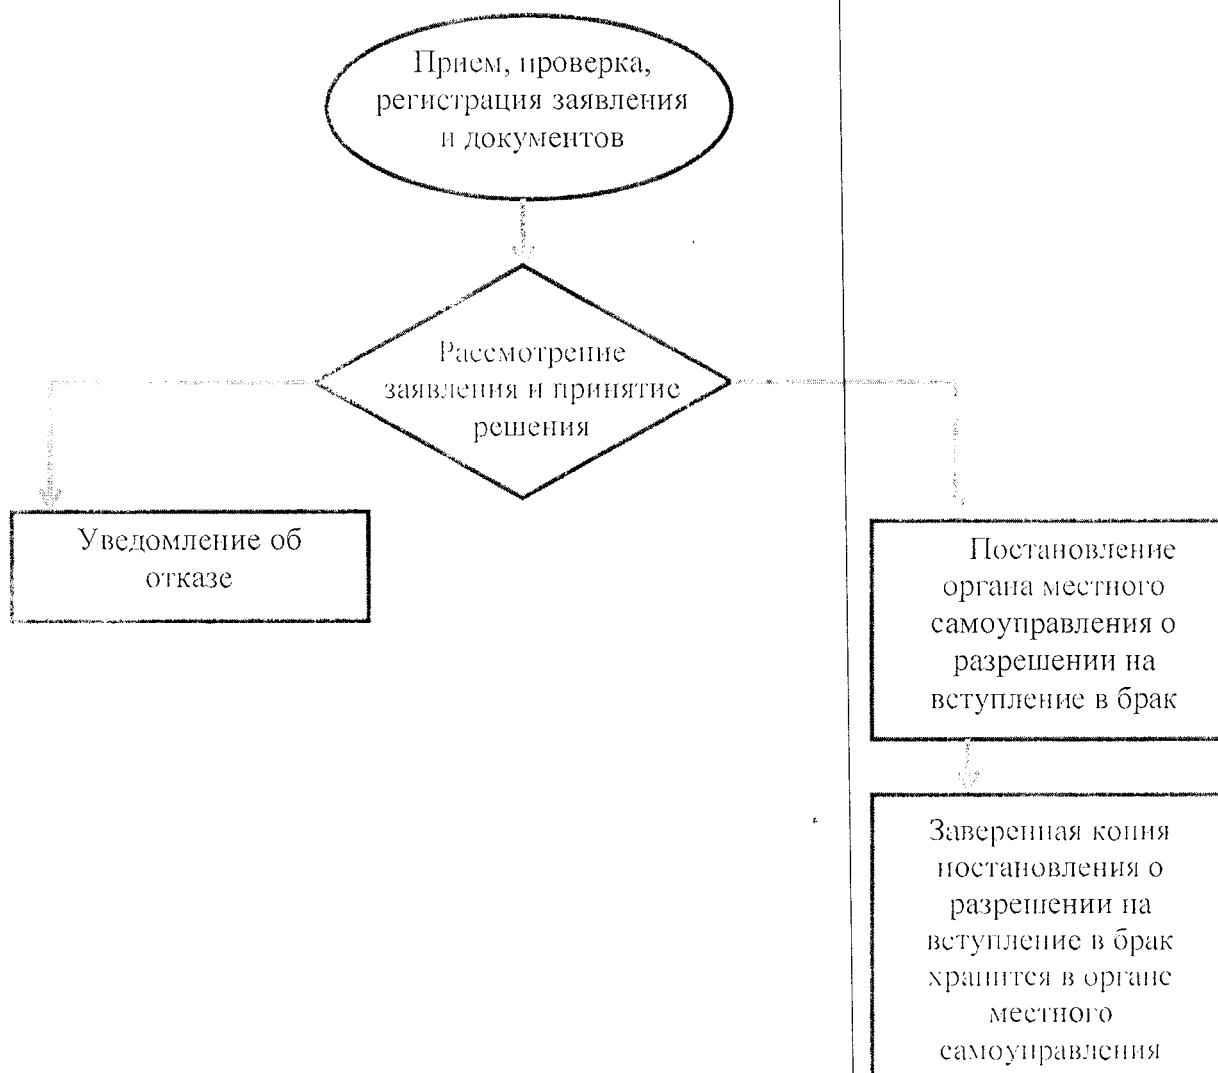 Прием, проверка,
регистрация заявления
и документов
Рассмотрение
заявления и принятие
решения
Уведомление об
отказе
Постановление
органа местного
самоуправления о
разрешении на
вступление в брак
Заверенная копия
постановления о
разрешении на
вступление в брак
хранится в органе
местного
самоуправления